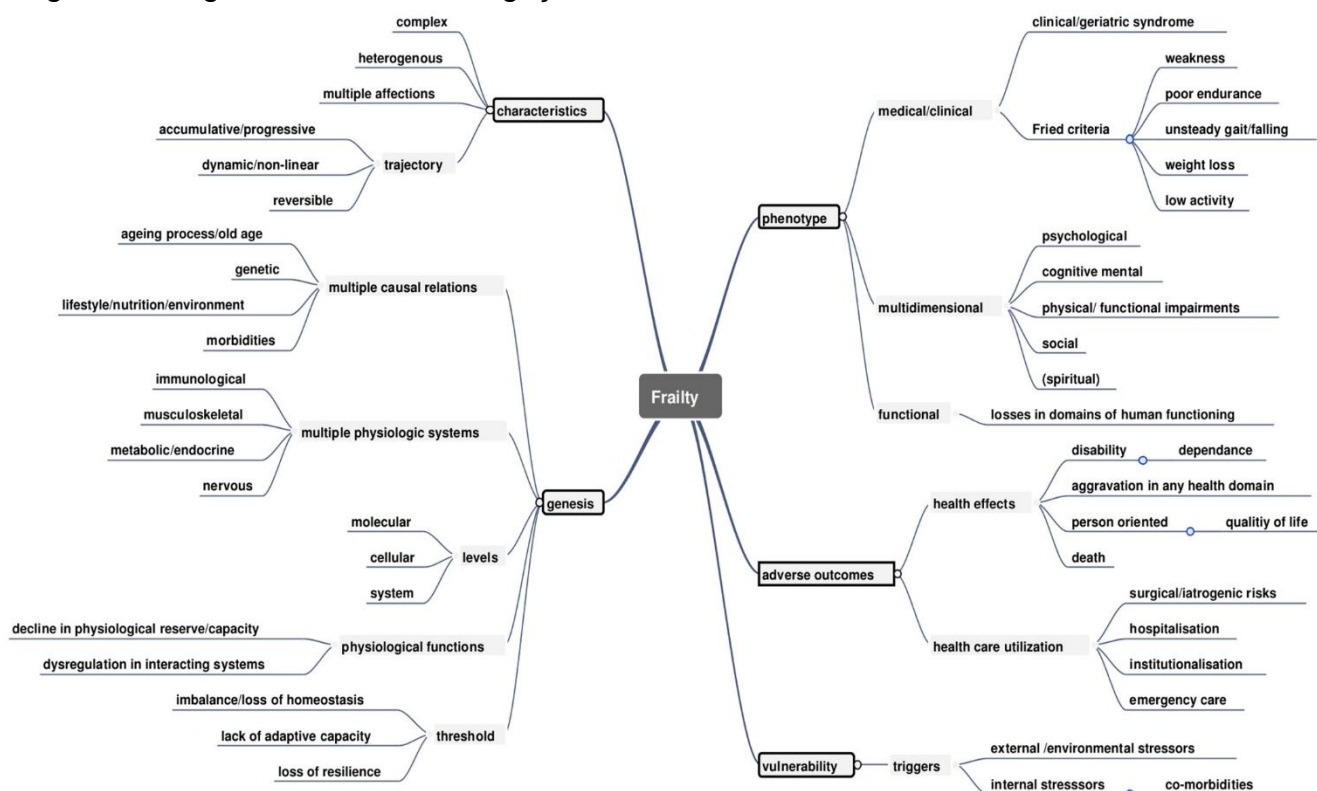 complex
heterogenous
multiple affections
characteristics
accumulative/progressive
dynamic/non-linear
trajectory
reversible
ageing process/old age
genetic
multiple causal relations
lifestyle/nutrition/environment
morbidities
immunological
musculoskeletal
multiple physiologic systems
metabolic/endocrine
nervous
genesis
molecular
cellular
levels
system
decline in physiological reserve/capacity
physiological functions
dysregulation in interacting systems
imbalance/loss of homeostasis
lack of adaptive capacity
threshold
loss of resilience
Frailty
clinical/geriatric syndrome
medical/clinical
Fried criteria
weakness
poor endurance
unsteady gait/falling
weight loss
low activity
phenotype
psychological
cognitive mental
multidimensional
physical/ functional impairments
social
(spiritual)
functional
losses in domains of human functioning
disability
dependance
health effects
aggravation in any health domain
person oriented
qualitiy of life
death
adverse outcomes
surgical/iatrogenic risks
hospitalisation
health care utilization
institutionalisation
emergency care
vulnerability
triggers
external /environmental stressors
internal stresssors
co-morbidities